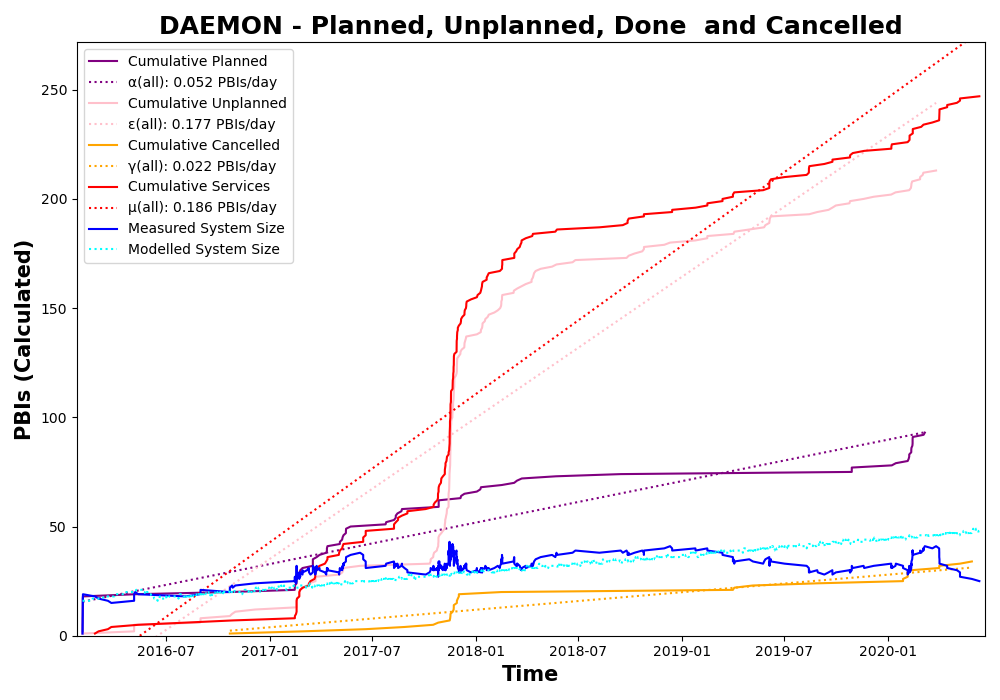 DAEMON - Planned, Unplanned, Done  and Cancelled
PBIs (Calculated)
250
200
150
100
50
0
Cumulative Planned
α(all): 0.052 PBIs/day
Cumulative Unplanned
ε(all): 0.177 PBIs/day
Cumulative Cancelled
γ(all): 0.022 PBIs/day
Cumulative Services
μ(all): 0.186 PBIs/day
Measured System Size
Modelled System Size
2016-07 2017-01 2017-07 2018-01 2018-07 2019-01 2019-07 2020-01
Time